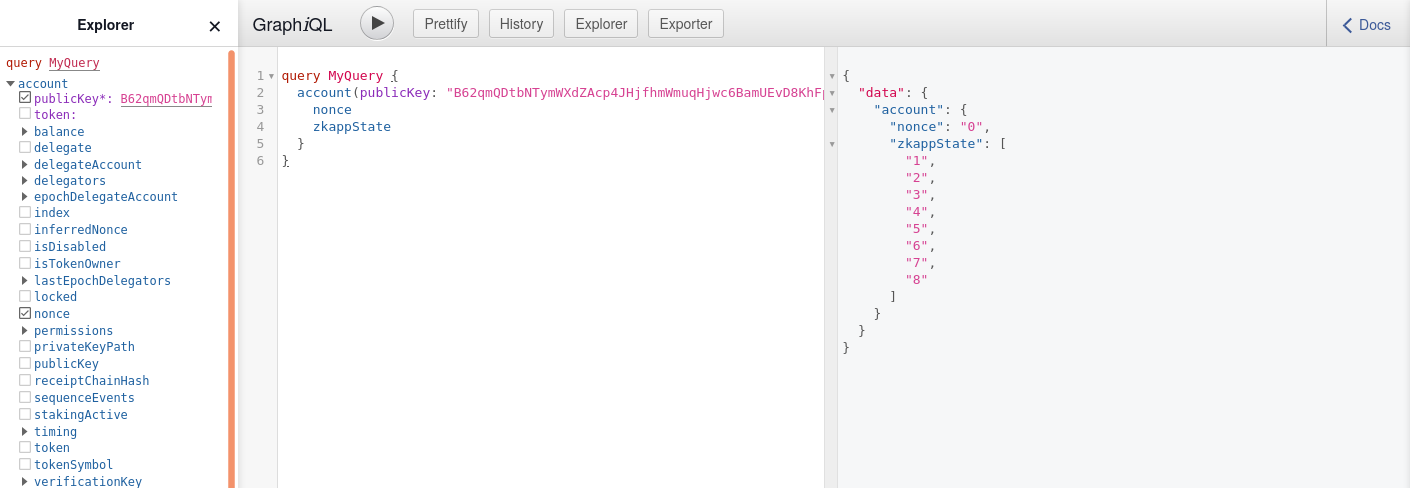 Explorer ✕
query MyQuery
account
publicKey*: B62qmQDtbNTym
token:
balance
delegate
delegateAccount
delegators
epochDelegateAccount
index
inferredNonce
isDisabled
isTokenOwner
lastEpochDelegators
locked
nonce
permissions
privateKeyPath
publicKey
receiptChainHash
sequenceEvents
stakingActive
timing
token
tokenSymbol
verificationKey
GraphiQL Prettify History Explorer Exporter Docs
1 query MyQuery {
2 account(publicKey: "B62qmQDtbNTymWXdZAcp4JHjfhmWmuqHjwc6BamUEvD8KhFp
3 nonce
4 zkappState
5 }
6 }
{
"data": {
"account": {
"nonce": "0",
"zkappState": [
"1",
"2",
"3",
"4",
"5",
"6",
"7",
"8"
]
}
}
}